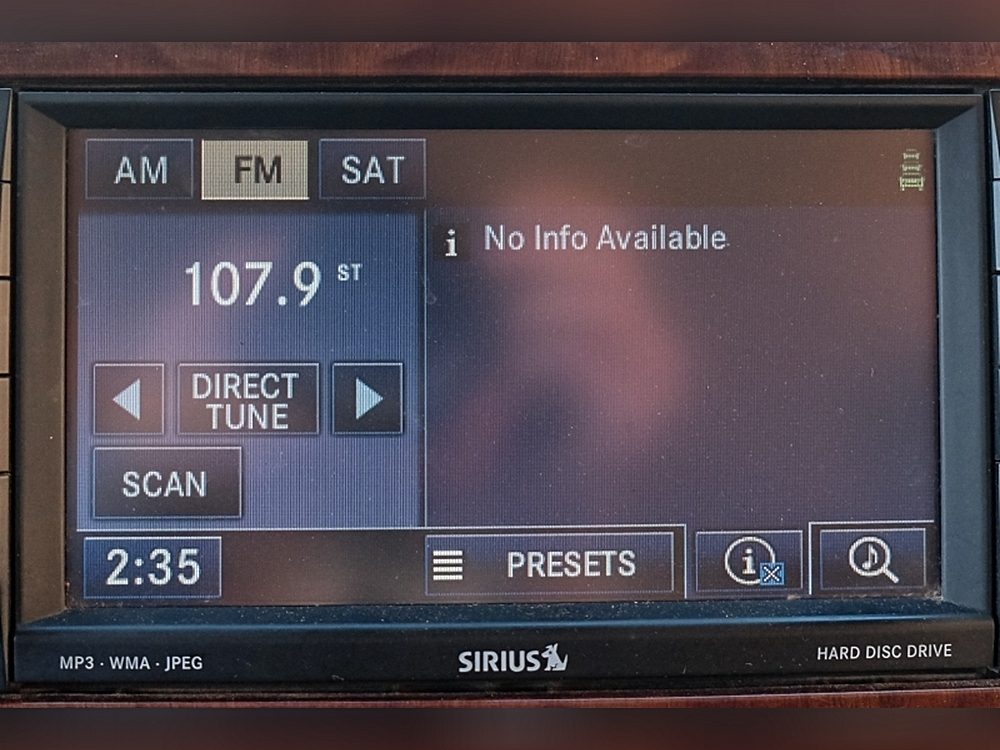 AM FM SAT
107.9 ST
i No Info Available
DIRECT
TUNE
SCAN
2:35 PRESETS i
MP3 · WMA · JPEG SIRIUS HARD DISC DRIVE